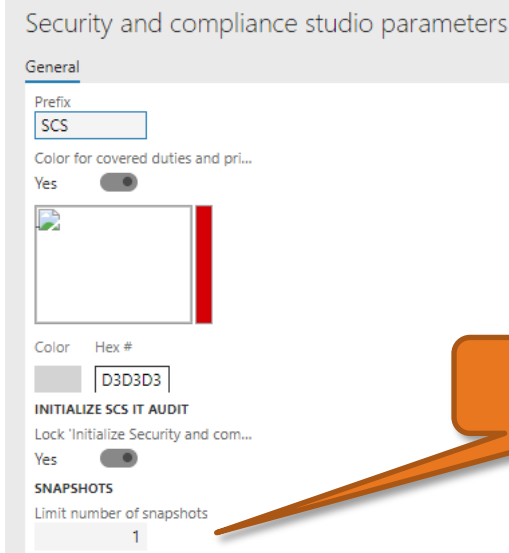 Security and compliance studio parameters
General
Prefix
SCS
Color for covered duties and pri...
Yes
Color Hex #
D3D3D3
INITIALIZE SCS IT AUDIT
Lock 'Initialize Security and com...
Yes
SNAPSHOTS
Limit number of snapshots
1